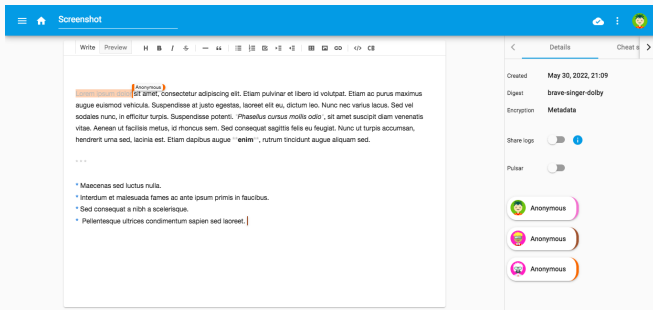 Screenshot
Write Preview H B I S
Details Cheat s
Anonymous
Lorem ipsum dolor sit amet, consectetur adipiscing elit. Etiam pulvinar et libero id volutpat. Etiam ac purus maximus
augue euismod vehicula. Suspendisse at justo egestas, laoreet elit eu, dictum leo. Nunc nec varius lacus. Sed vel
sodales nunc, in efficitur turpis. Suspendisse potenti. `Phasellus cursus mollis odio`, sit amet suscipit diam venenatis
vitae. Aenean ut facilisis metus, id rhoncus sem. Sed consequat sagittis felis eu feugiat. Nunc ut turpis accumsan,
hendrerit urna sed, lacinia est. Etiam dapibus augue **enim**, rutrum tincidunt augue aliquam sed.
---
* Maecenas sed luctus nulla.
* Interdum et malesuada fames ac ante ipsum primis in faucibus.
* Sed consequat a nibh a scelerisque.
* Pellentesque ultrices condimentum sapien sed laoreet.
Created May 30, 2022, 21:09
Digest brave-singer-dolby
Encryption Metadata
Share logs
Pulsar
Anonymous
Anonymous
Anonymous